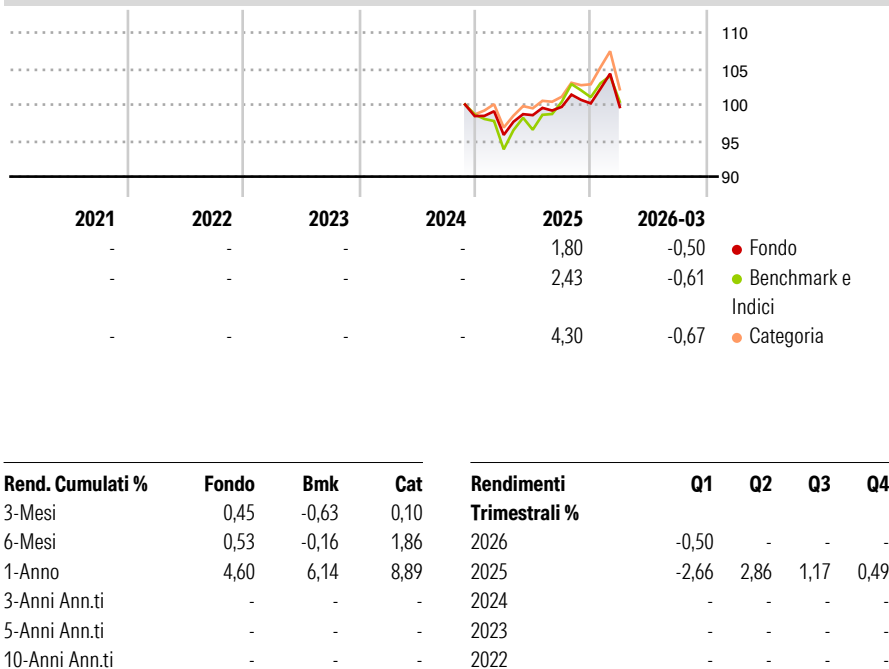 110
105
100
95
90
2021 2022 2023 2024 2025 2026-03
- - - - 1,80 -0,50 Fondo
- - - - 2,43 -0,61 Benchmark e
Indici
- - - - 4,30 -0,67 Categoria
Rend. Cumulati % Fondo Bmk Cat
3-Mesi 0,45 -0,63 0,10
6-Mesi 0,53 -0,16 1,86
1-Anno 4,60 6,14 8,89
3-Anni Ann.ti - - -
5-Anni Ann.ti - - -
10-Anni Ann.ti - - -
Rendimenti Q1 Q2 Q3 Q4
Trimestrali %
2026 -0,50 - - -
2025 -2,66 2,86 1,17 0,49
2024 - - - -
2023 - - - -
2022 - - - -